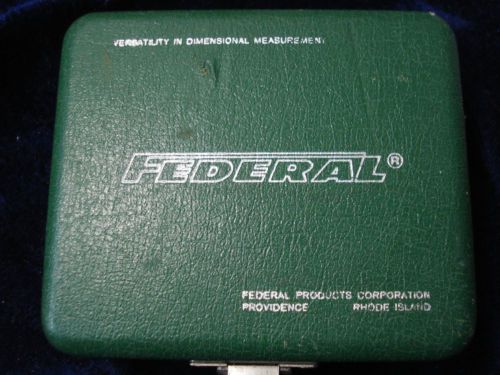 VERSATILITY IN DIMENSIONAL MEASUREMENT
FEDERAL®
FEDERAL PRODUCTS CORPORATION
PROVIDENCE RHODE ISLAND